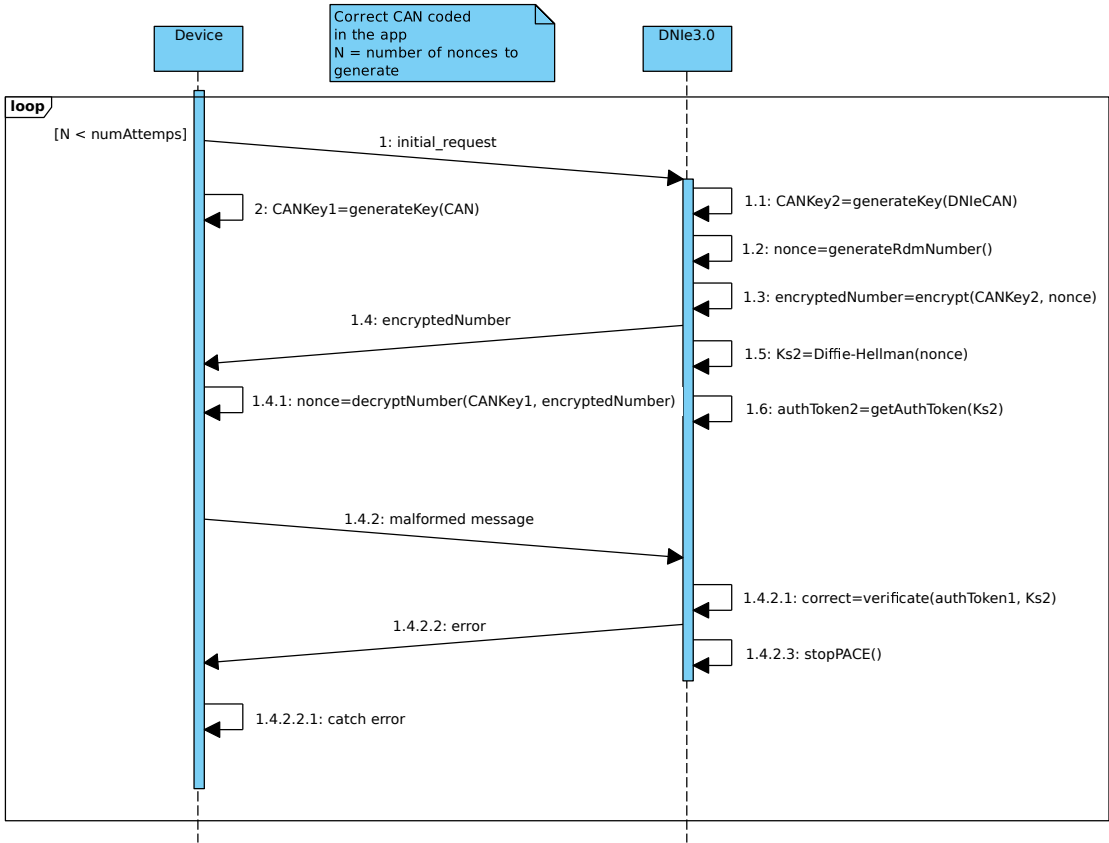 Correct CAN coded
in the app
N = number of nonces to
generate
Device
DNIe3.0
loop
[N < numAttemps]
1: initial_request
1.1: CANKey2=generateKey(DNIeCAN)
2: CANKey1=generateKey(CAN)
1.2: nonce=generateRdmNumber()
1.3: encryptedNumber=encrypt(CANKey2, nonce)
1.4: encryptedNumber
1.5: Ks2=Diffie-Hellman(nonce)
1.4.1: nonce=decryptNumber(CANKey1, encryptedNumber)
1.6: authToken2=getAuthToken(Ks2)
1.4.2: malformed message
1.4.2.1: correct=verificate(authToken1, Ks2)
1.4.2.2: error
1.4.2.3: stopPACE()
1.4.2.2.1: catch error